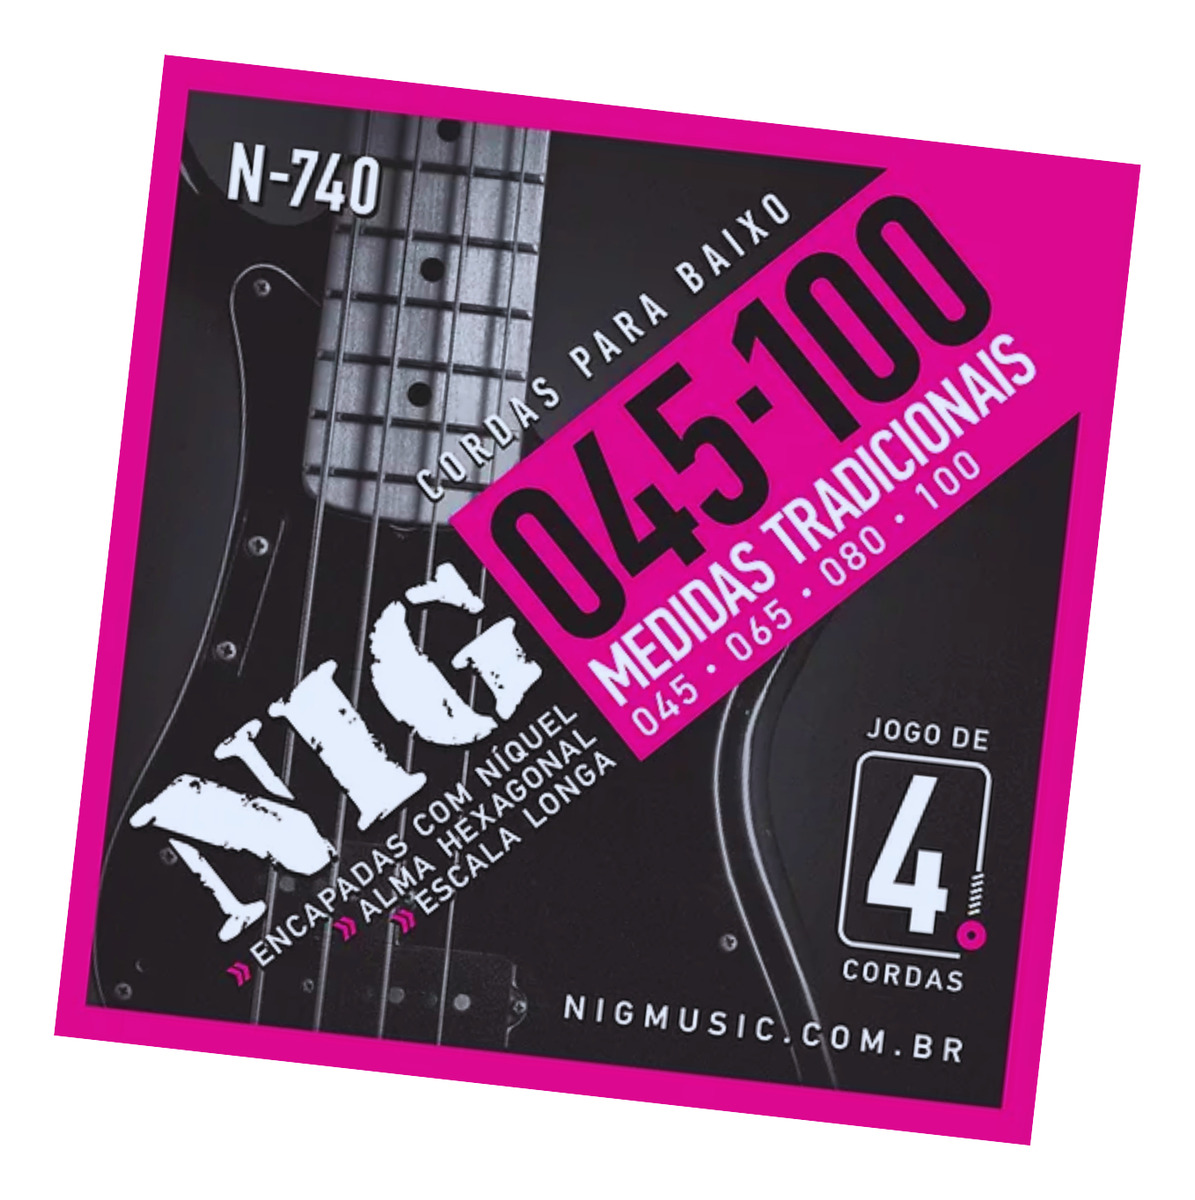 N-740
CORDAS PARA BAIXO
045-100
MEDIDAS TRADICIONAIS
045 • 065 • 080 • 100
NIG
ENCAPADAS COM NÍQUEL
ALMA HEXAGONAL
ESCALA LONGA
JOGO DE
4
CORDAS
NIGMUSIC.COM.BR